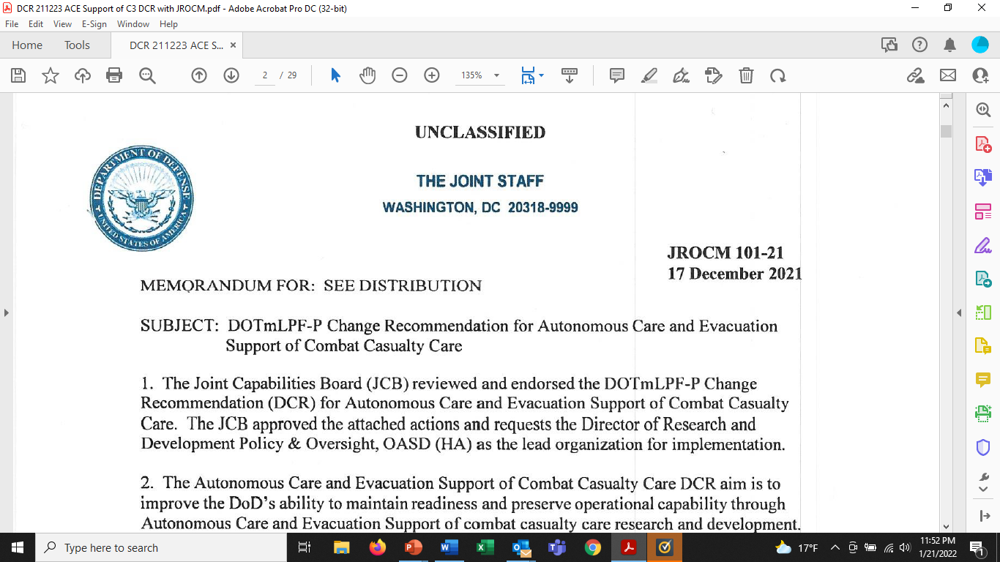 DCR 211223 ACE Support of C3 DCR with JROCM.pdf - Adobe Acrobat Pro DC (32-bit)
File Edit View E-Sign Window Help
Home Tools DCR 211223 ACE S... ×
2 / 29 135%
UNCLASSIFIED
DEPARTMENT OF DEFENSE
UNITED STATES OF AMERICA
THE JOINT STAFF
WASHINGTON, DC 20318-9999
JROCM 101-21
17 December 2021
MEMORANDUM FOR: SEE DISTRIBUTION
SUBJECT: DOTmLPF-P Change Recommendation for Autonomous Care and Evacuation
Support of Combat Casualty Care
1. The Joint Capabilities Board (JCB) reviewed and endorsed the DOTmLPF-P Change
Recommendation (DCR) for Autonomous Care and Evacuation Support of Combat Casualty
Care. The JCB approved the attached actions and requests the Director of Research and
Development Policy & Oversight, OASD (HA) as the lead organization for implementation.
2. The Autonomous Care and Evacuation Support of Combat Casualty Care DCR aim is to
improve the DoD's ability to maintain readiness and preserve operational capability through
Autonomous Care and Evacuation Support of combat casualty care research and development.
Type here to search
17°F
11:52 PM
1/21/2022
1